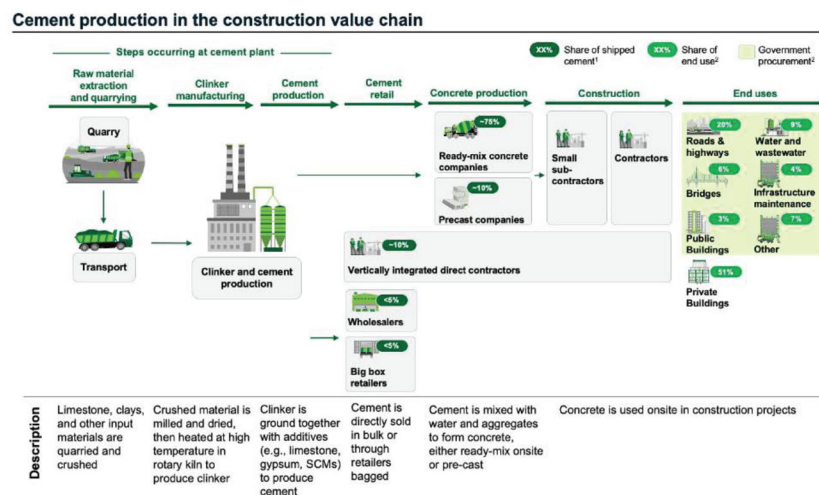 Cement production in the construction value chain
Steps occurring at cement plant
XX% Share of shipped cement1
XX% Share of end use2
Government procurement2
Raw material extraction and quarrying
Clinker manufacturing
Cement production
Cement retail
Concrete production
Construction
End uses
Quarry
Transport
Clinker and cement production
~75%
Ready-mix concrete companies
~10%
Precast companies
~10%
Vertically integrated direct contractors
<5%
Wholesalers
<5%
Big box retailers
Small sub-contractors
Contractors
20%
Roads & highways
9%
Water and wastewater
6%
Bridges
4%
Infrastructure maintenance
3%
Public Buildings
7%
Other
51%
Private Buildings
Description
Limestone, clays,
and other input
materials are
quarried and
crushed
Crushed material is
milled and dried,
then heated at high
temperature in
rotary kiln to
produce clinker
Clinker is
ground together
with additives
(e.g., limestone,
gypsum, SCMs)
to produce
cement
Cement is
directly sold
in bulk or
through
retailers
bagged
Cement is mixed with
water and aggregates
to form concrete,
either ready-mix onsite
or pre-cast
Concrete is used onsite in construction projects